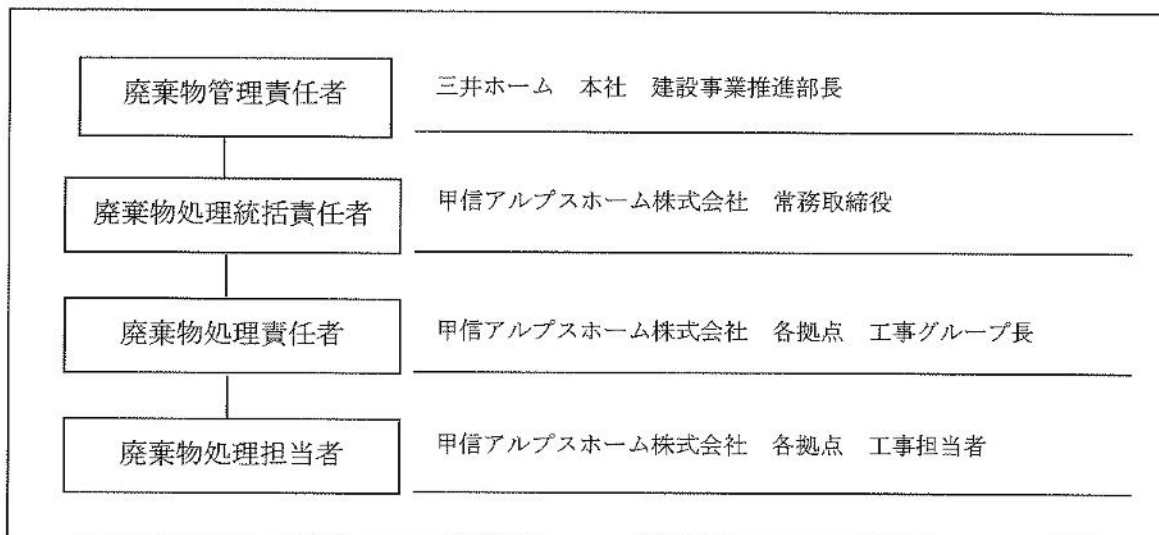 廃棄物管理責任者 三井ホーム 本社 建設事業推進部長
廃棄物処理統括責任者 甲信アルプスホーム株式会社 常務取締役
廃棄物処理責任者 甲信アルプスホーム株式会社 各拠点 工事グループ長
廃棄物処理担当者 甲信アルプスホーム株式会社 各拠点 工事担当者